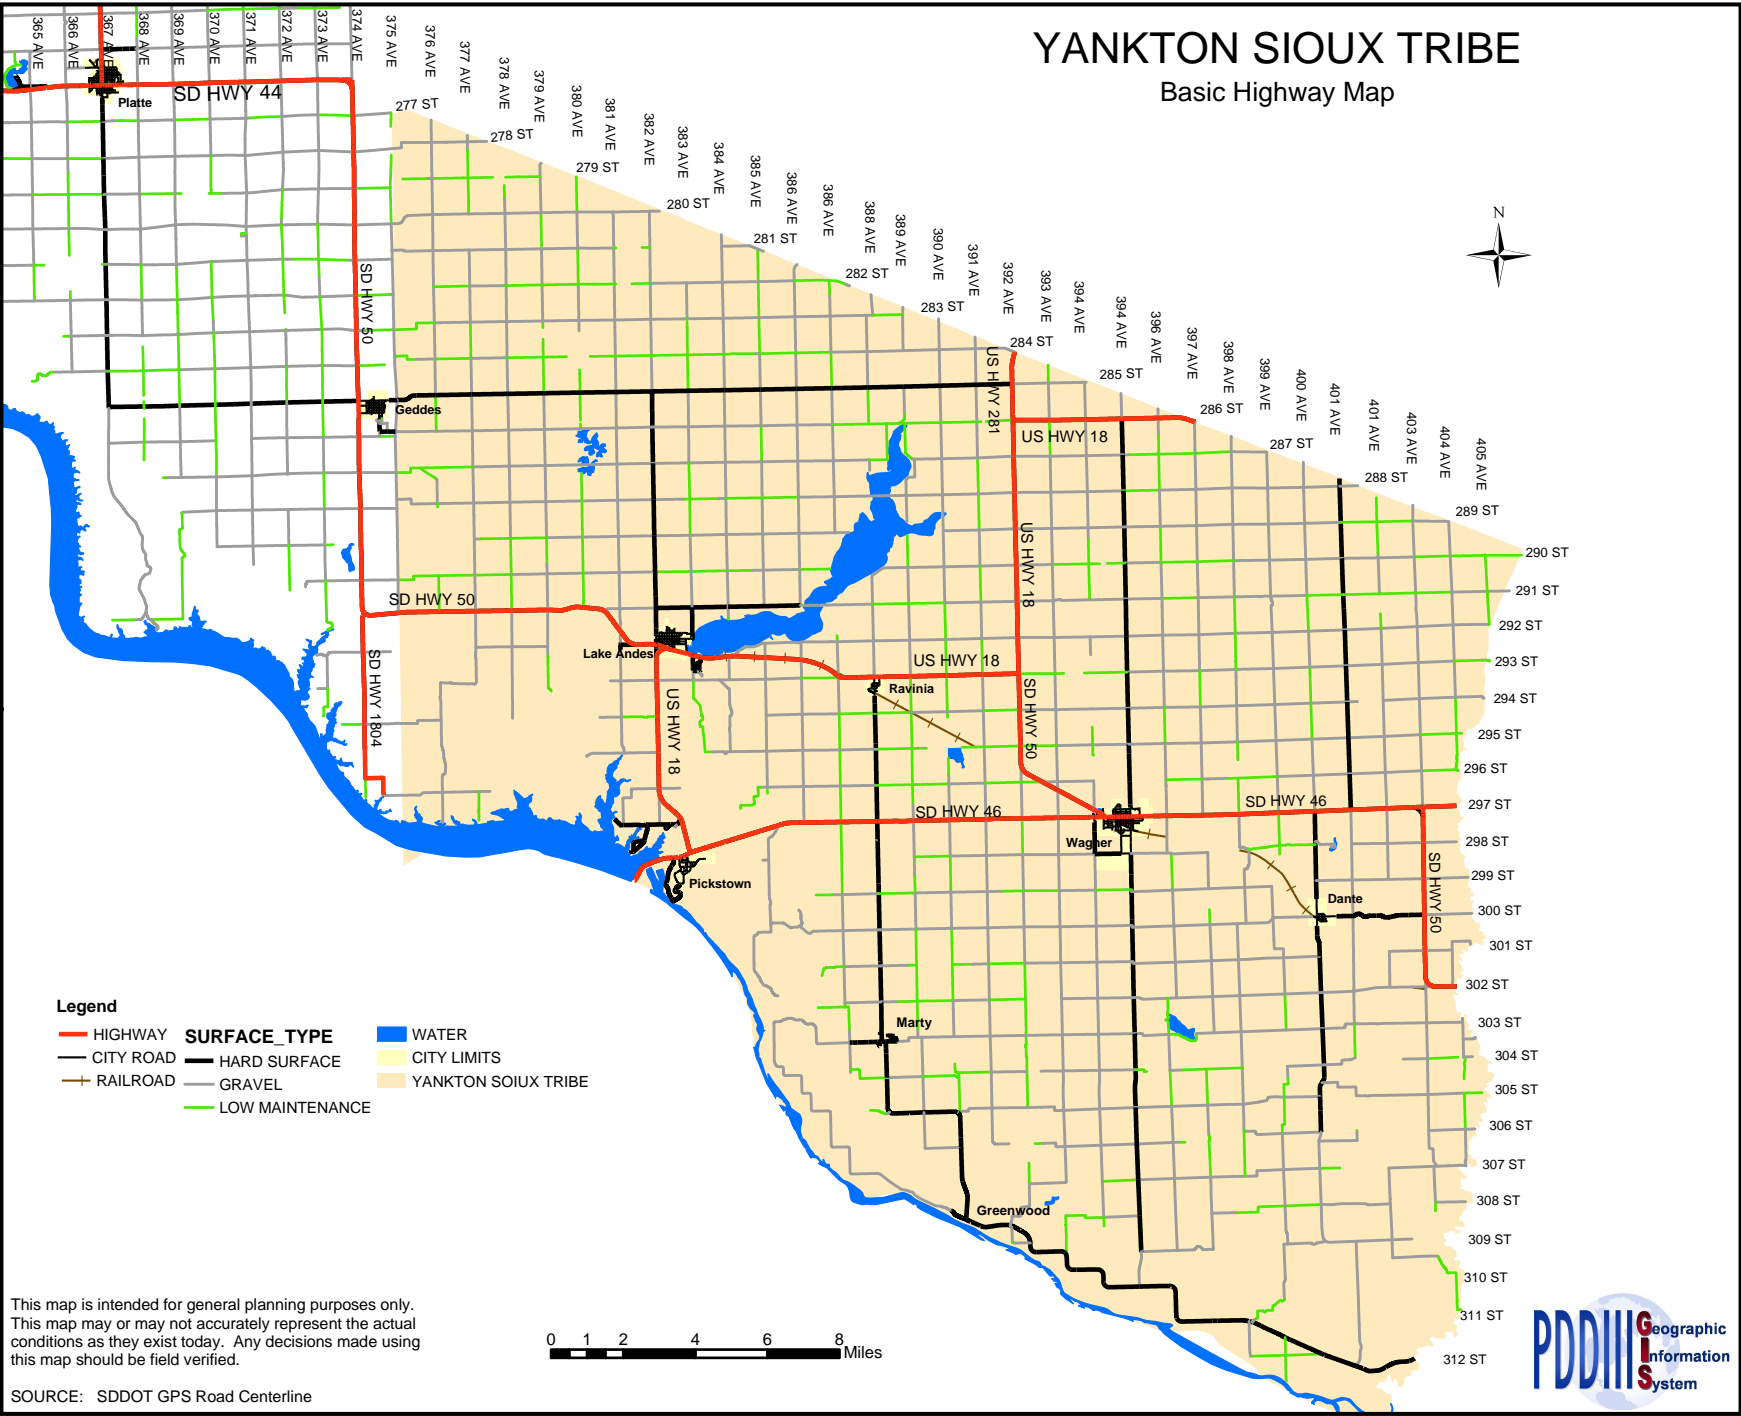 YANKTON SIOUX TRIBE
Basic Highway Map
365 AVE
366 AVE
367 AVE
368 AVE
369 AVE
370 AVE
371 AVE
372 AVE
373 AVE
374 AVE
375 AVE
376 AVE
377 AVE
378 AVE
379 AVE
380 AVE
381 AVE
382 AVE
383 AVE
384 AVE
385 AVE
386 AVE
386 AVE
388 AVE
389 AVE
390 AVE
391 AVE
392 AVE
393 AVE
394 AVE
394 AVE
396 AVE
397 AVE
398 AVE
399 AVE
400 AVE
401 AVE
401 AVE
403 AVE
404 AVE
405 AVE
277 ST
278 ST
279 ST
280 ST
281 ST
282 ST
283 ST
284 ST
285 ST
286 ST
287 ST
288 ST
289 ST
290 ST
291 ST
292 ST
293 ST
294 ST
295 ST
296 ST
297 ST
298 ST
299 ST
300 ST
301 ST
302 ST
303 ST
304 ST
305 ST
306 ST
307 ST
308 ST
309 ST
310 ST
311 ST
312 ST
N
Platte
SD HWY 44
SD HWY 50
Geddes
US HWY 281
US HWY 18
US HWY 18
SD HWY 50
Lake Andes
US HWY 18
SD HWY 1804
US HWY 18
Ravinia
SD HWY 50
SD HWY 46
SD HWY 46
Wagner
Pickstown
SD HWY 50
Dante
Marty
Greenwood
Legend
HIGHWAY
CITY ROAD
RAILROAD
SURFACE_TYPE
HARD SURFACE
GRAVEL
LOW MAINTENANCE
WATER
CITY LIMITS
YANKTON SOIUX TRIBE
This map is intended for general planning purposes only.
This map may or may not accurately represent the actual
conditions as they exist today. Any decisions made using
this map should be field verified.
SOURCE: SDDOT GPS Road Centerline
0 1 2 4 6 8
Miles
PDDIII
Geographic
Information
System